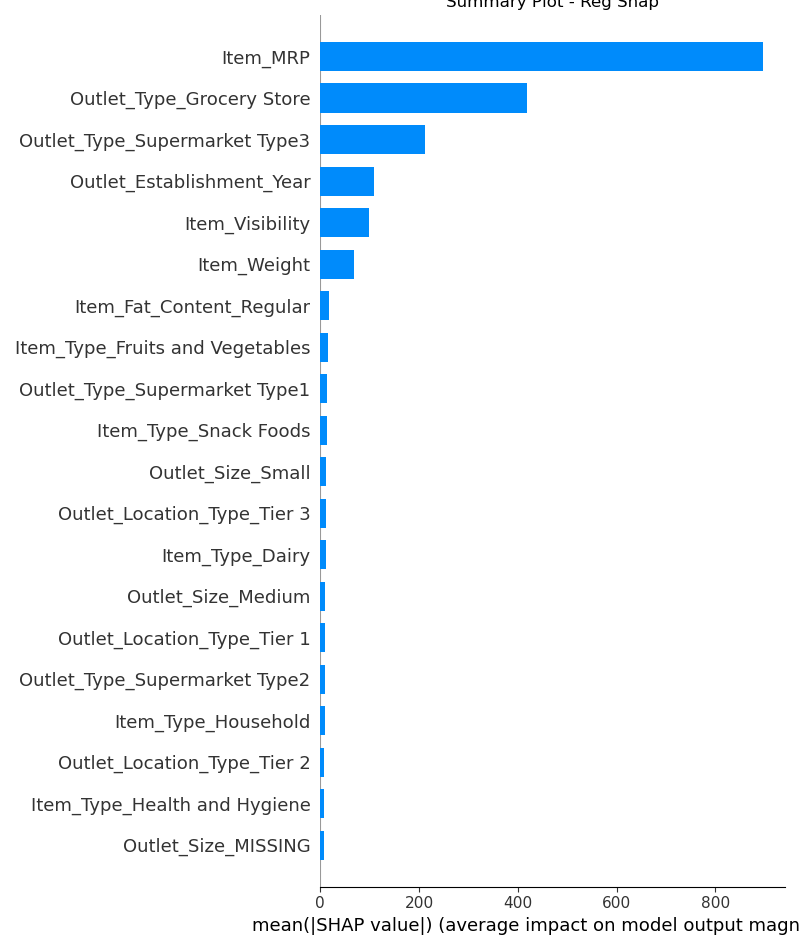 Summary Plot - Reg Shap
Item_MRP
Outlet_Type_Grocery Store
Outlet_Type_Supermarket Type3
Outlet_Establishment_Year
Item_Visibility
Item_Weight
Item_Fat_Content_Regular
Item_Type_Fruits and Vegetables
Outlet_Type_Supermarket Type1
Item_Type_Snack Foods
Outlet_Size_Small
Outlet_Location_Type_Tier 3
Item_Type_Dairy
Outlet_Size_Medium
Outlet_Location_Type_Tier 1
Outlet_Type_Supermarket Type2
Item_Type_Household
Outlet_Location_Type_Tier 2
Item_Type_Health and Hygiene
Outlet_Size_MISSING
0 200 400 600 800
mean(|SHAP value|) (average impact on model output magn